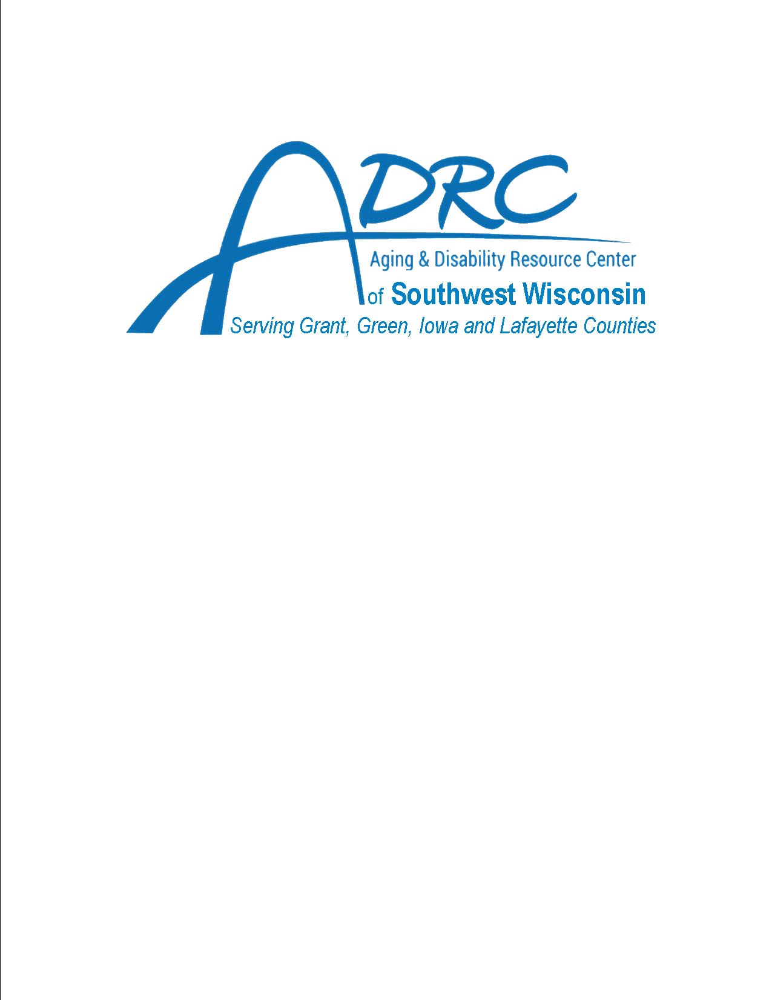 ADRC
Aging & Disability Resource Center
of Southwest Wisconsin
Serving Grant, Green, Iowa and Lafayette Counties